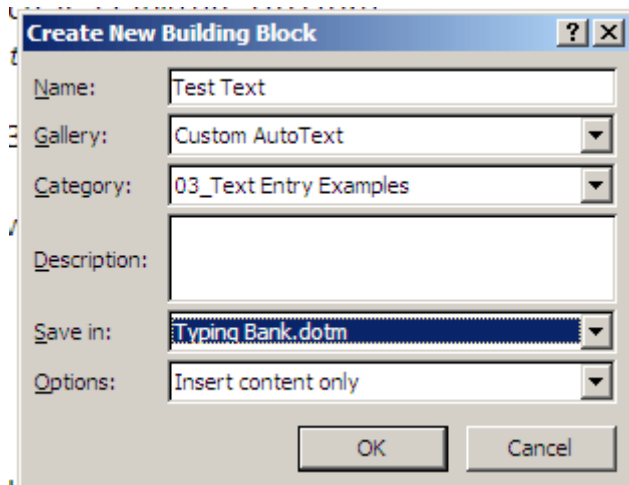 Create New Building Block
Name: Test Text
Gallery: Custom AutoText
Category: 03_Text Entry Examples
Description:
Save in: Typing Bank.dotm
Options: Insert content only
OK Cancel